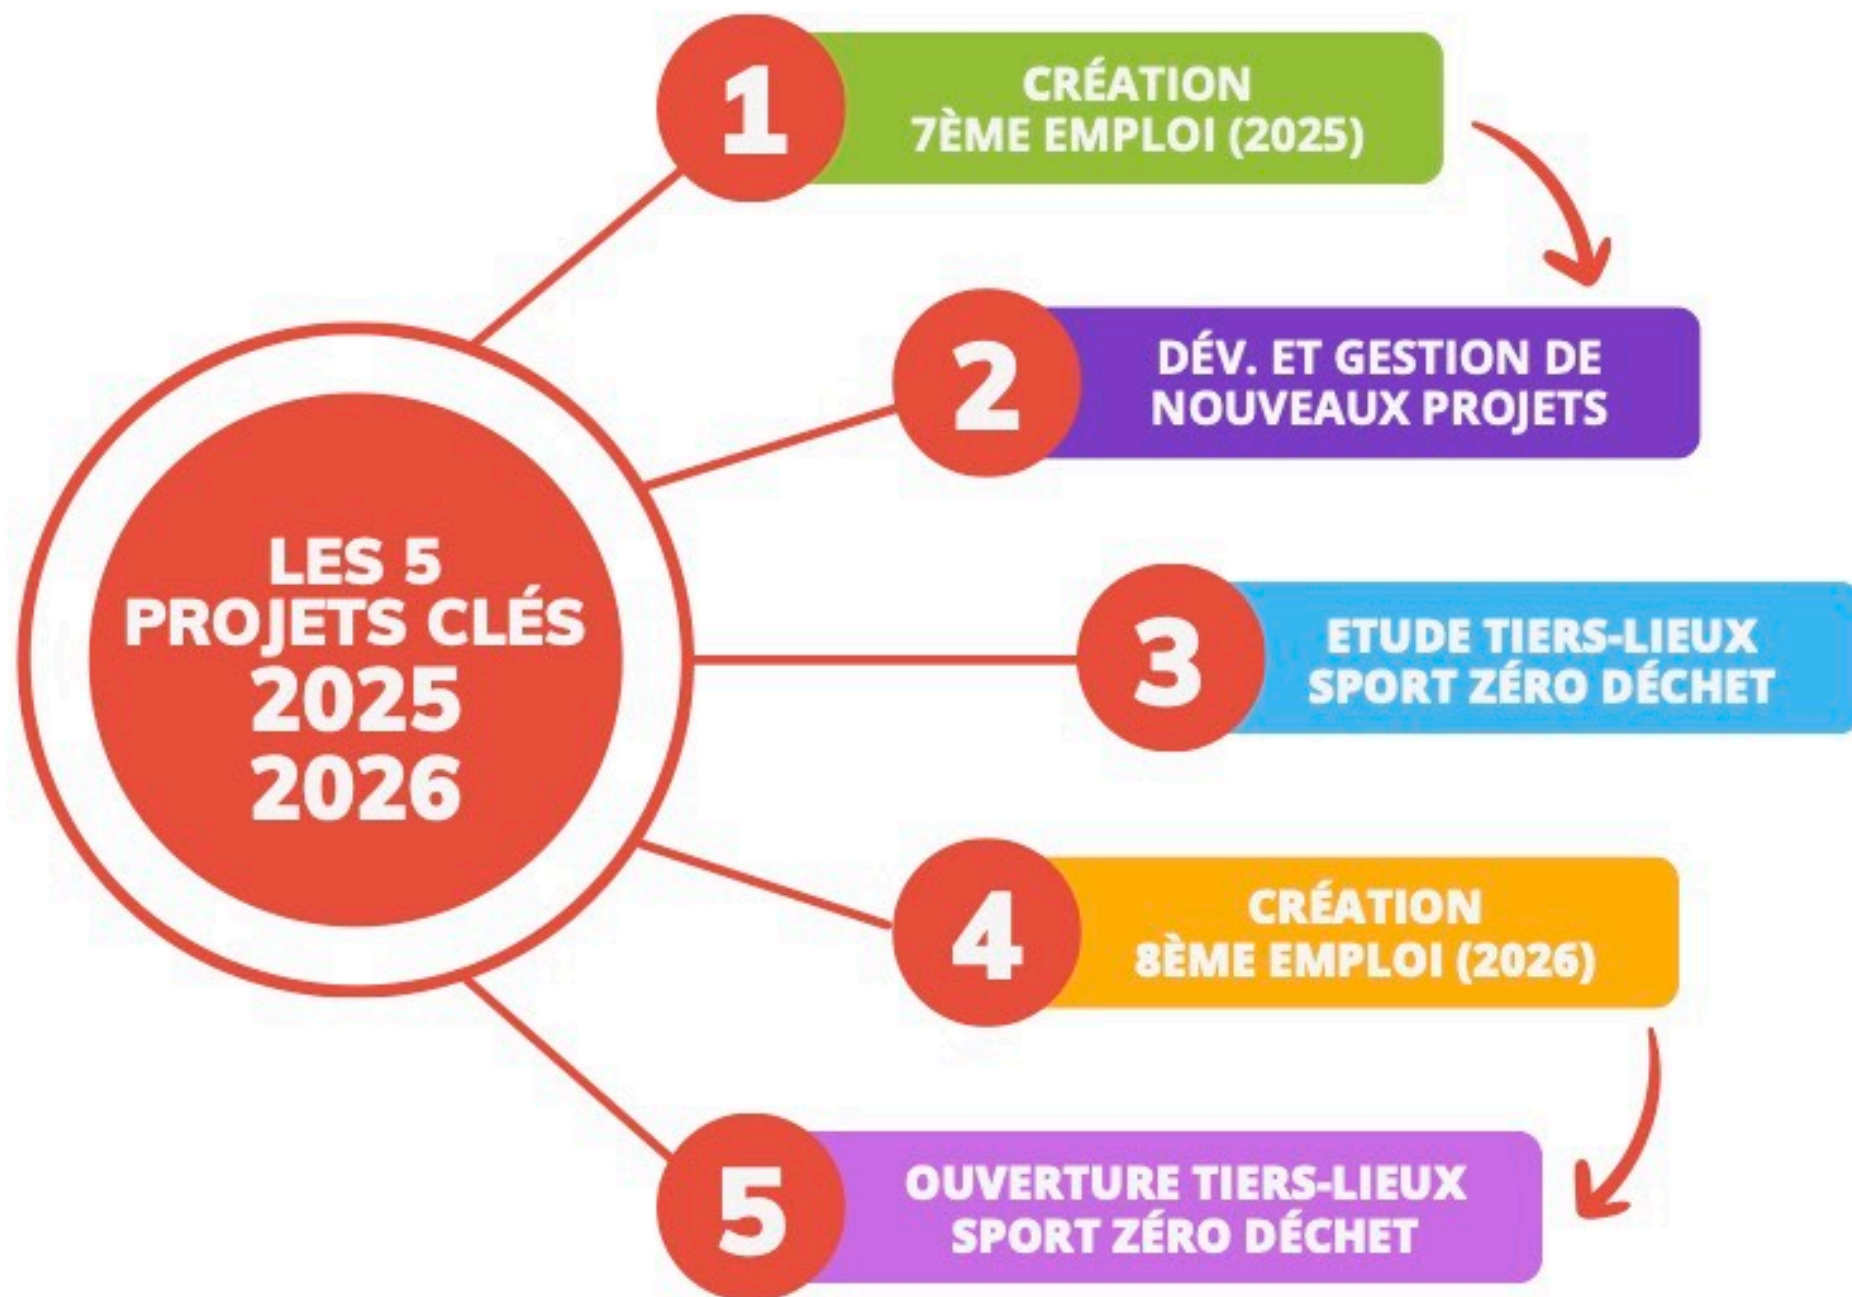 LES 5
PROJETS CLÉS
2025
2026
1
CRÉATION
7ÈME EMPLOI (2025)
2
DÉV. ET GESTION DE
NOUVEAUX PROJETS
3
ETUDE TIERS-LIEUX
SPORT ZÉRO DÉCHET
4
CRÉATION
8ÈME EMPLOI (2026)
5
OUVERTURE TIERS-LIEUX
SPORT ZÉRO DÉCHET